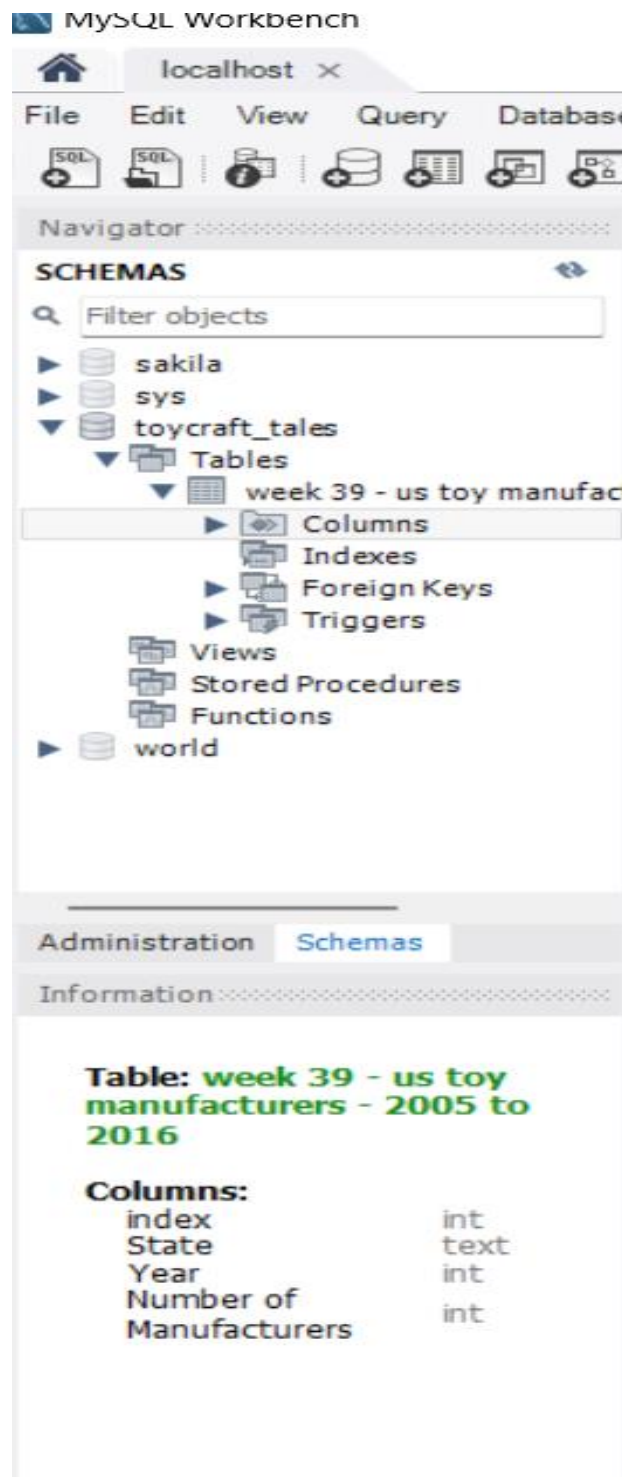 MySQL Workbench
localhost ×
File Edit View Query Database
SQL SQL
Navigator
SCHEMAS
Filter objects
sakila
sys
toycraft_tales
Tables
week 39 - us toy manufac
Columns
Indexes
Foreign Keys
Triggers
Views
Stored Procedures
Functions
world
Administration Schemas
Information
Table: week 39 - us toy
manufacturers - 2005 to
2016
Columns:
index int
State text
Year int
Number of
Manufacturers int